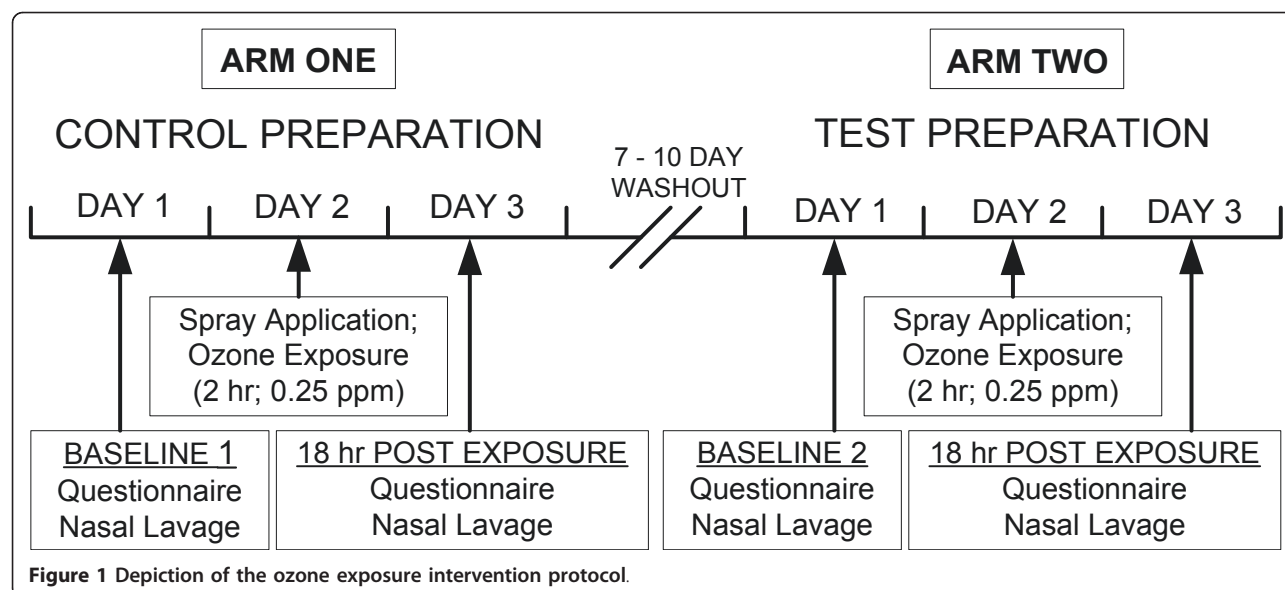 ARM ONE
ARM TWO
CONTROL PREPARATION
TEST PREPARATION
7 - 10 DAY
WASHOUT
DAY 1
DAY 2
DAY 3
DAY 1
DAY 2
DAY 3
Spray Application;
Ozone Exposure
(2 hr; 0.25 ppm)
Spray Application;
Ozone Exposure
(2 hr; 0.25 ppm)
BASELINE 1
Questionnaire
Nasal Lavage
18 hr POST EXPOSURE
Questionnaire
Nasal Lavage
BASELINE 2
Questionnaire
Nasal Lavage
18 hr POST EXPOSURE
Questionnaire
Nasal Lavage
Figure 1 Depiction of the ozone exposure intervention protocol.